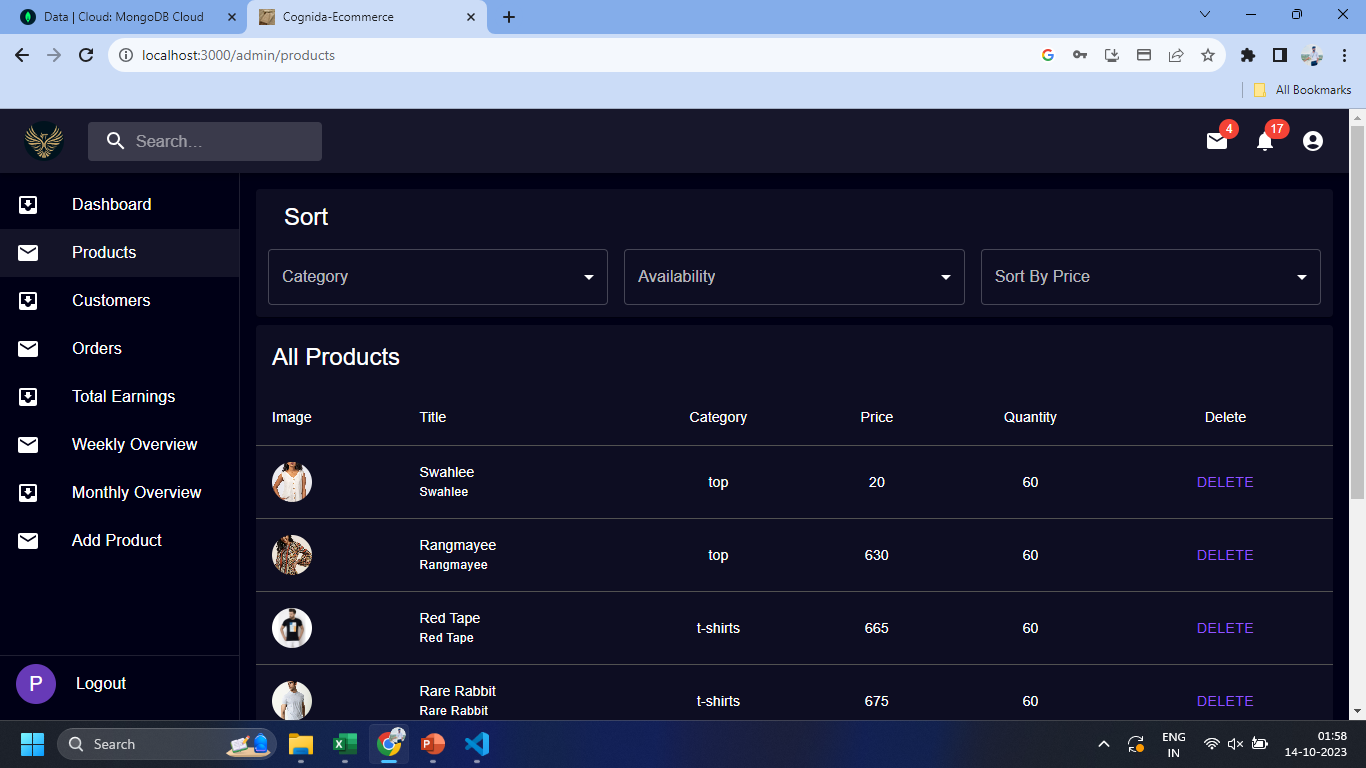 Data | Cloud: MongoDB Cloud
Cognida-Ecommerce
localhost:3000/admin/products
All Bookmarks
Search...
4
17
Dashboard
Products
Customers
Orders
Total Earnings
Weekly Overview
Monthly Overview
Add Product
P Logout
Sort
Category Availability Sort By Price
All Products
Image Title Category Price Quantity Delete
Swahlee
Swahlee
top 20 60 DELETE
Rangmayee
Rangmayee
top 630 60 DELETE
Red Tape
Red Tape
t-shirts 665 60 DELETE
Rare Rabbit
Rare Rabbit
t-shirts 675 60 DELETE
Search
ENG
IN
01:58
14-10-2023